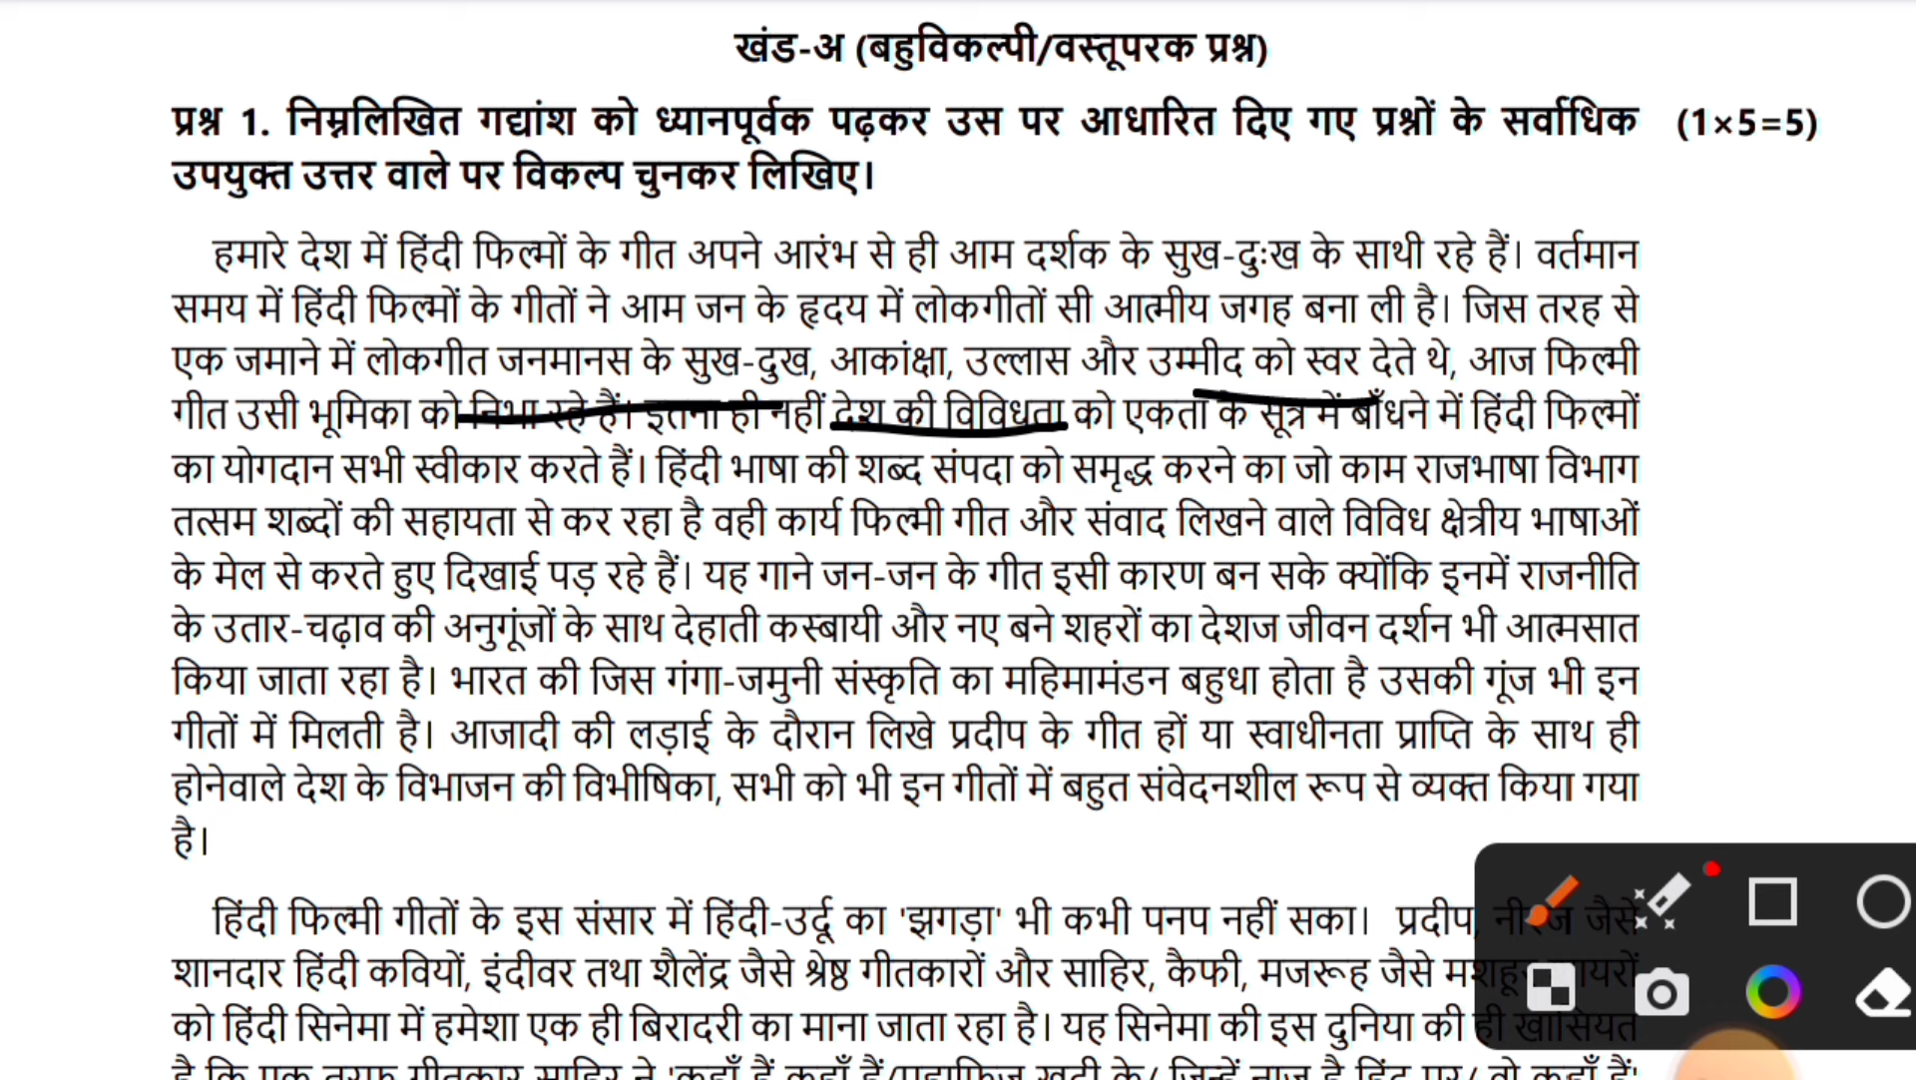 खंड-अ (बहुविकल्पी/वस्तूपरक प्रश्न)
प्रश्न 1. निम्नलिखित गद्यांश को ध्यानपूर्वक पढ़कर उस पर आधारित दिए गए प्रश्नों के सर्वाधिक (1×5=5)
उपयुक्त उत्तर वाले पर विकल्प चुनकर लिखिए।
हमारे देश में हिंदी फिल्मों के गीत अपने आरंभ से ही आम दर्शक के सुख-दुःख के साथी रहे हैं। वर्तमान
समय में हिंदी फिल्मों के गीतों ने आम जन के हृदय में लोकगीतों सी आत्मीय जगह बना ली है। जिस तरह से
एक जमाने में लोकगीत जनमानस के सुख-दुख, आकांक्षा, उल्लास और उम्मीद को स्वर देते थे, आज फिल्मी
गीत उसी भूमिका को निभा रहे हैं। इतना ही नहीं देश की विविधता को एकता के सूत्र में बाँधने में हिंदी फिल्मों
का योगदान सभी स्वीकार करते हैं। हिंदी भाषा की शब्द संपदा को समृद्ध करने का जो काम राजभाषा विभाग
तत्सम शब्दों की सहायता से कर रहा है वही कार्य फिल्मी गीत और संवाद लिखने वाले विविध क्षेत्रीय भाषाओं
के मेल से करते हुए दिखाई पड़ रहे हैं। यह गाने जन-जन के गीत इसी कारण बन सके क्योंकि इनमें राजनीति
के उतार-चढ़ाव की अनुगूंजों के साथ देहाती कस्बायी और नए बने शहरों का देशज जीवन दर्शन भी आत्मसात
किया जाता रहा है। भारत की जिस गंगा-जमुनी संस्कृति का महिमामंडन बहुधा होता है उसकी गूंज भी इन
गीतों में मिलती है। आजादी की लड़ाई के दौरान लिखे प्रदीप के गीत हों या स्वाधीनता प्राप्ति के साथ ही
होनेवाले देश के विभाजन की विभीषिका, सभी को भी इन गीतों में बहुत संवेदनशील रूप से व्यक्त किया गया
है।
हिंदी फिल्मी गीतों के इस संसार में हिंदी-उर्दू का 'झगड़ा' भी कभी पनप नहीं सका। प्रदीप, नीरज जैसे
शानदार हिंदी कवियों, इंदीवर तथा शैलेंद्र जैसे श्रेष्ठ गीतकारों और साहिर, कैफी, मजरूह जैसे
को हिंदी सिनेमा में हमेशा एक ही बिरादरी का माना जाता रहा है। यह सिनेमा की इस दुनिया की ही खासियत
है कि एक तरफ गीतकार साहिर ने 'कहाँ हैं कहाँ हैं/मुहाफिज खुदी के/ जिन्हें नाज है हिंद पर/ वो कहाँ हैं'